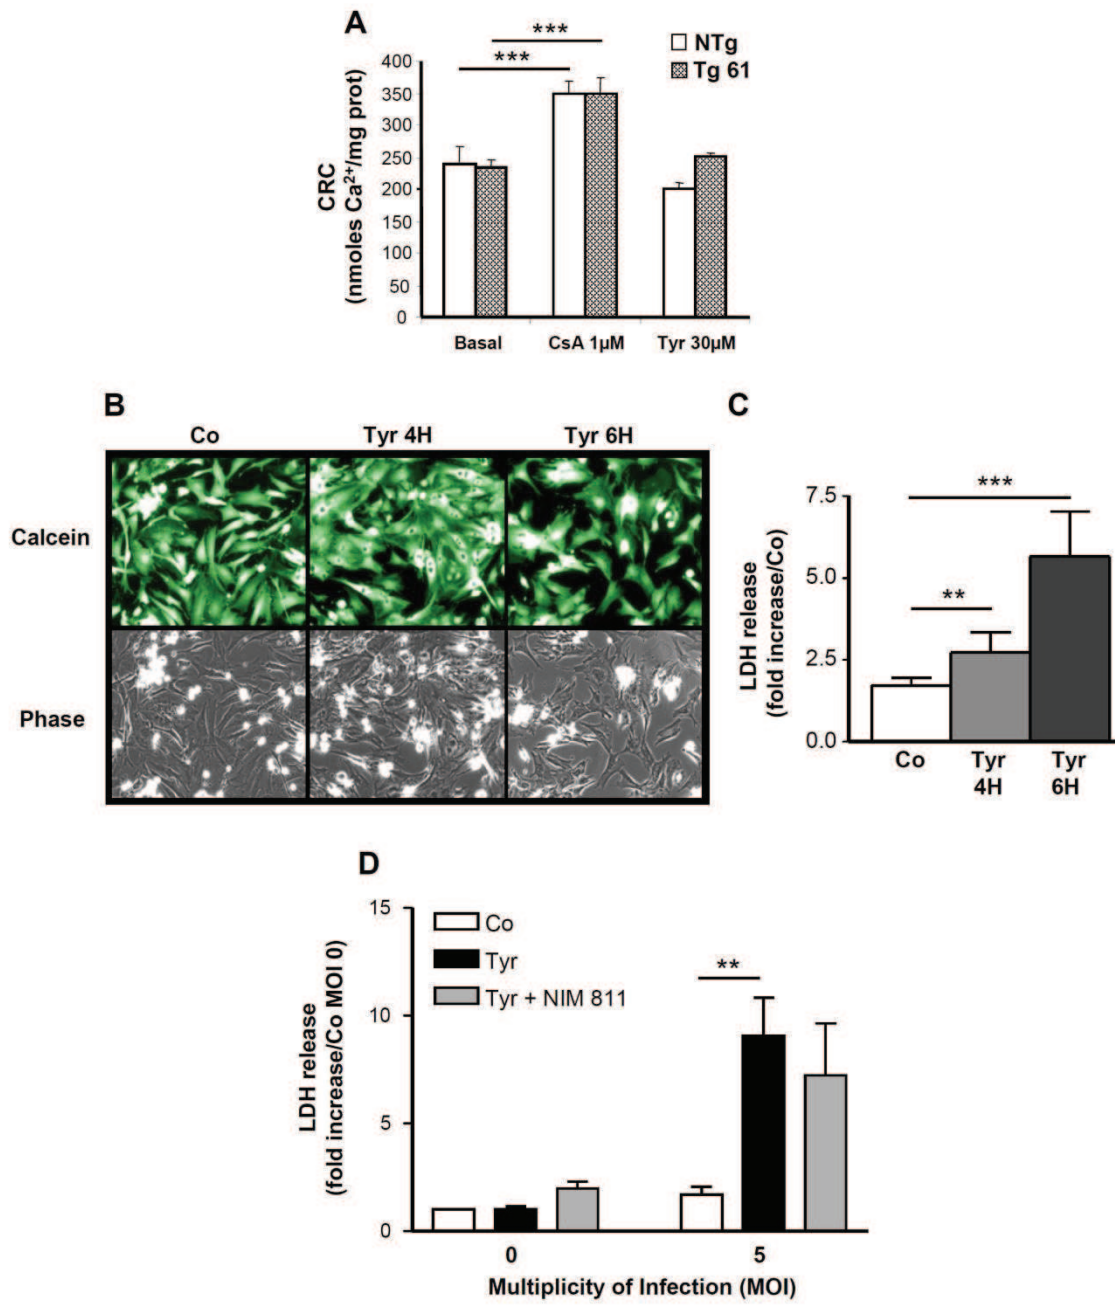 A
***
***
NTg
Tg 61
CRC
(nmoles Ca²⁺/mg prot)
400
350
300
250
200
150
100
50
0
Basal
CsA 1µM
Tyr 30µM
B
Co
Tyr 4H
Tyr 6H
Calcein
Phase
C
LDH release
(fold increase/Co)
7.5
5.0
2.5
0.0
***
**
Co
Tyr
4H
Tyr
6H
D
LDH release
(fold increase/Co MOI 0)
15
10
5
0
Co
Tyr
Tyr + NIM 811
**
0
5
Multiplicity of Infection (MOI)